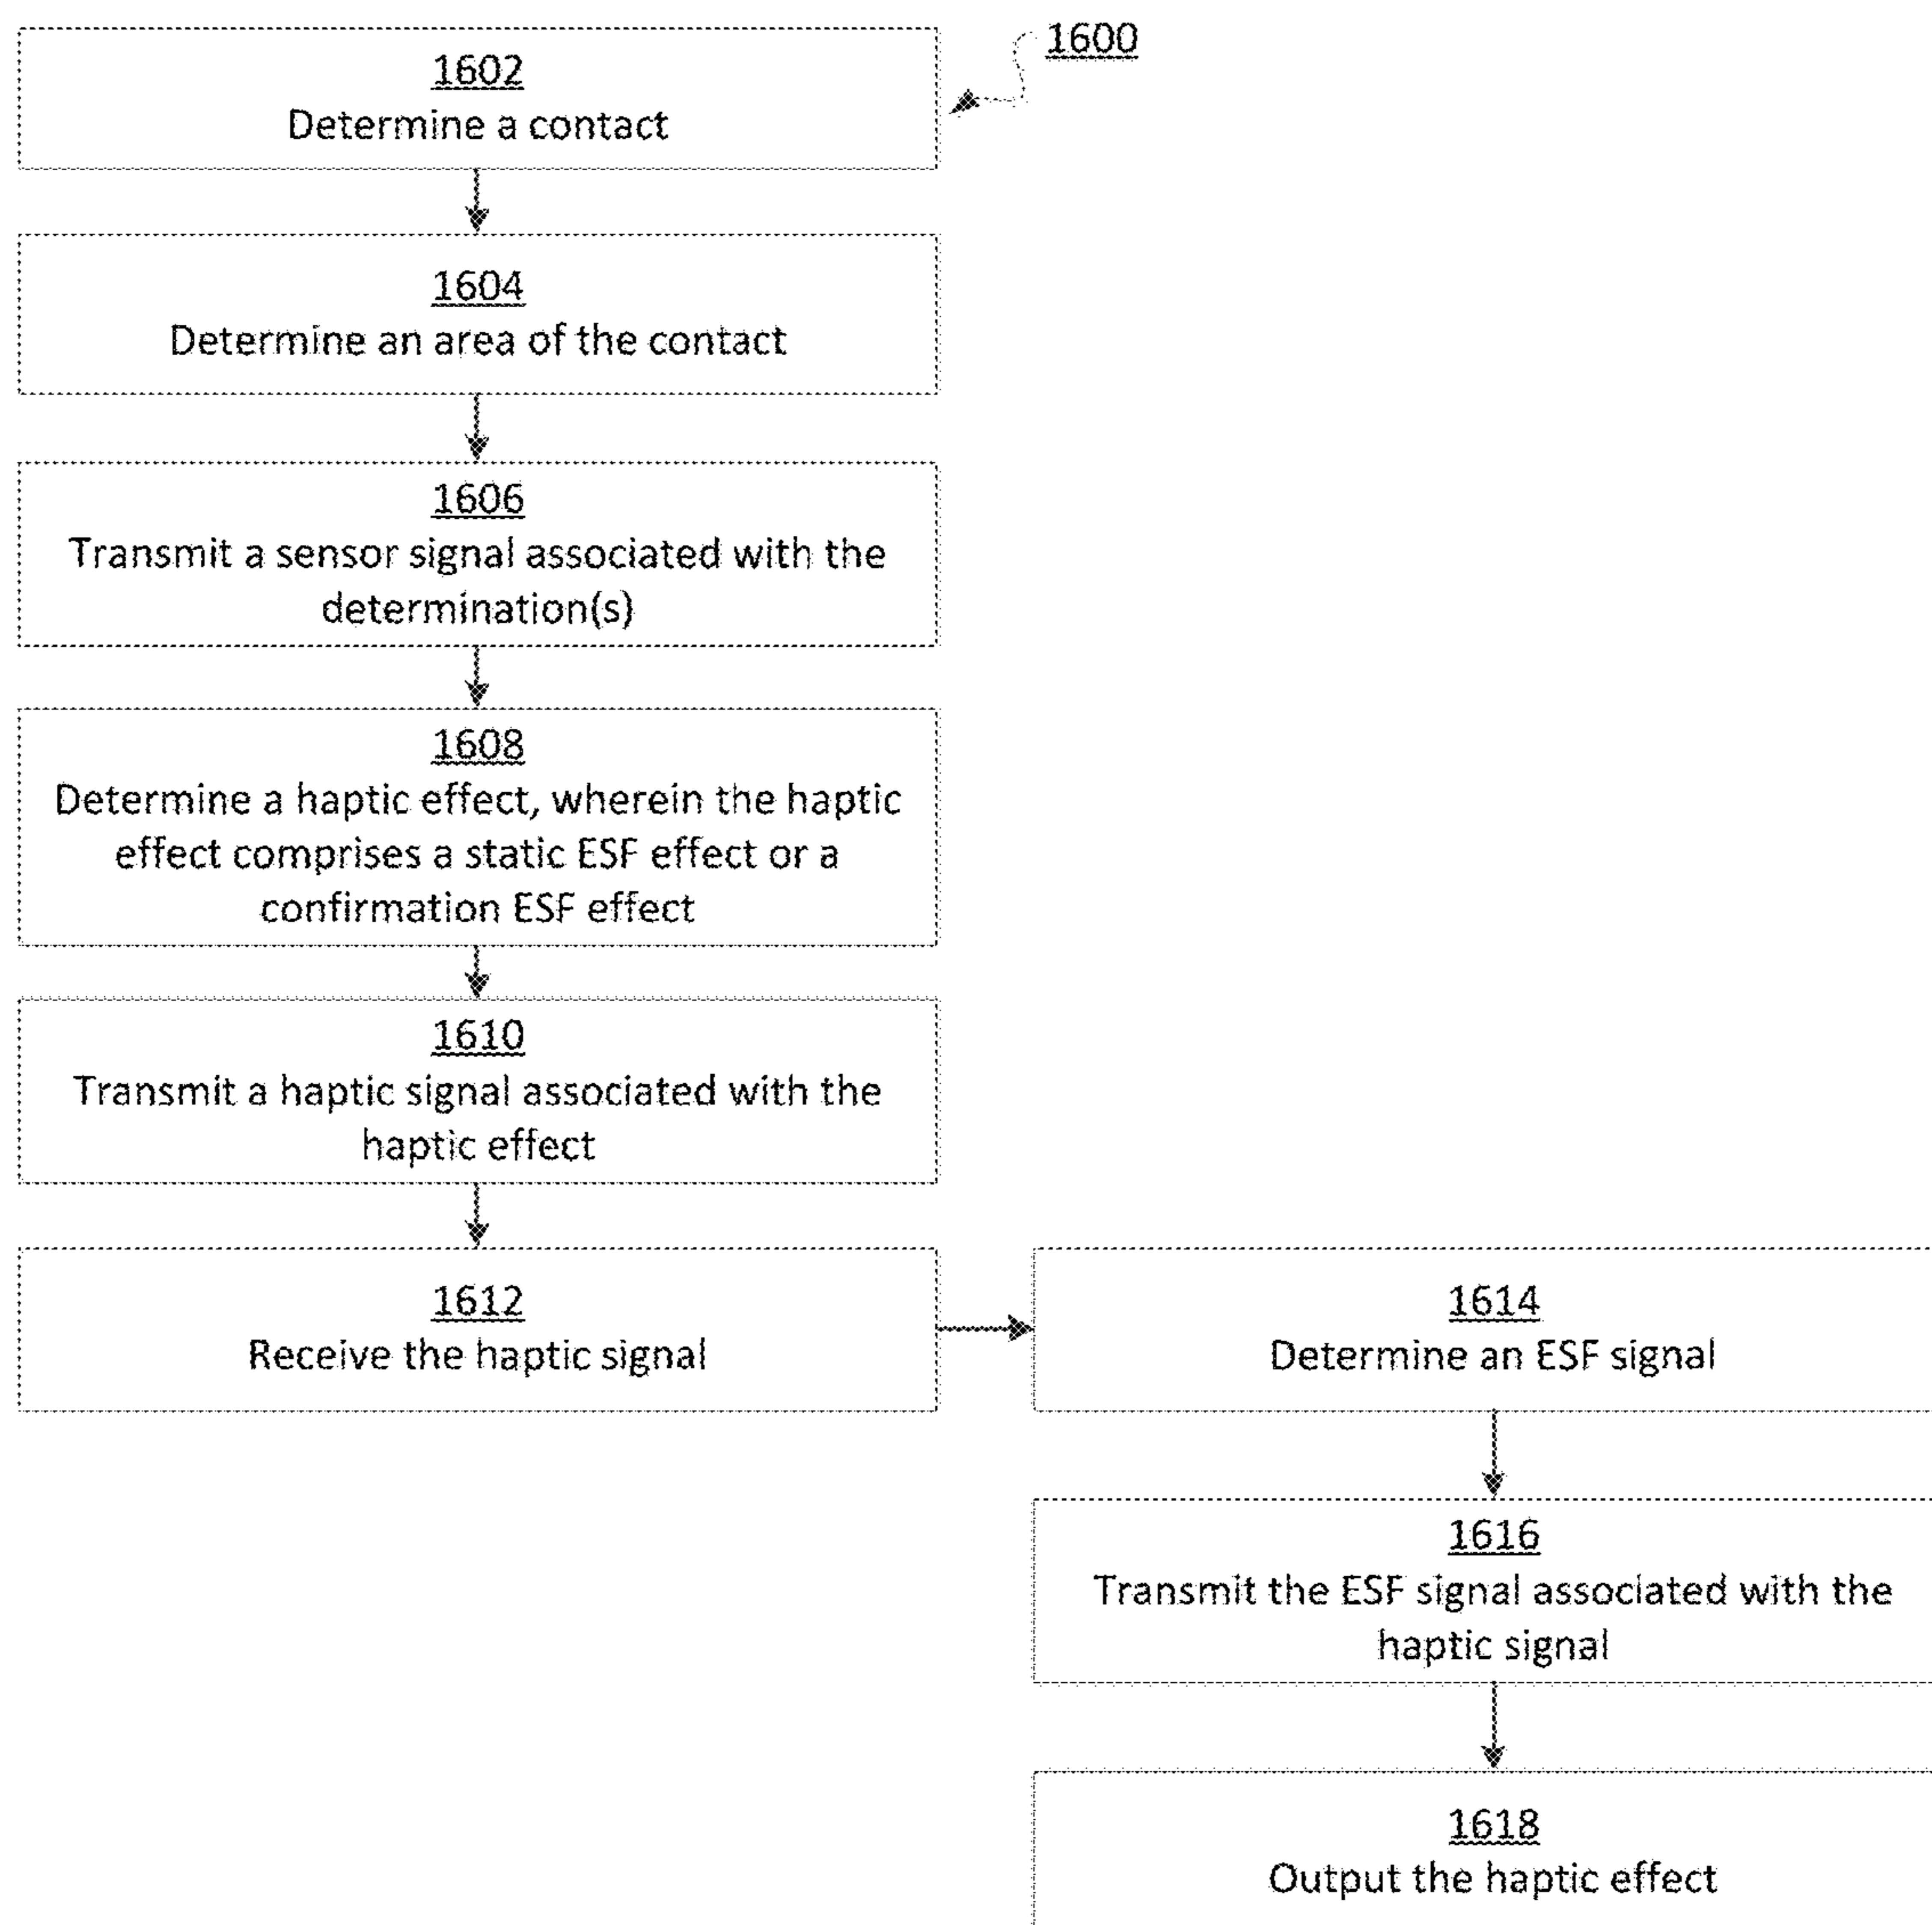 1600
1602
Determine a contact
1604
Determine an area of the contact
1606
Transmit a sensor signal associated with the
determination(s)
1608
Determine a haptic effect, wherein the haptic
effect comprises a static ESF effect or a
confirmation ESF effect
1610
Transmit a haptic signal associated with the
haptic effect
1612
Receive the haptic signal
1614
Determine an ESF signal
1616
Transmit the ESF signal associated with the
haptic signal
1618
Output the haptic effect